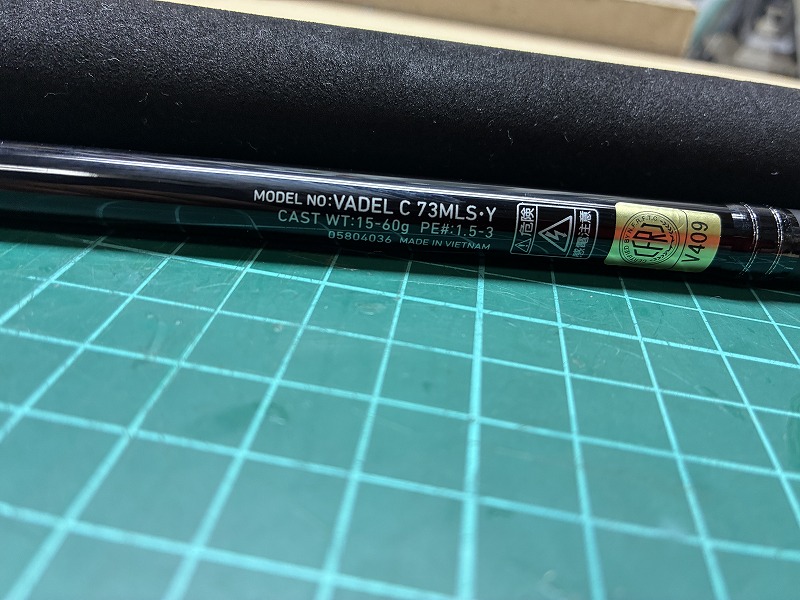 MODEL NO:VADEL C 73MLS・Y
CAST WT:15-60g PE#:1.5-3
05804036 MADE IN VIETNAM
危険
感電注意
V409